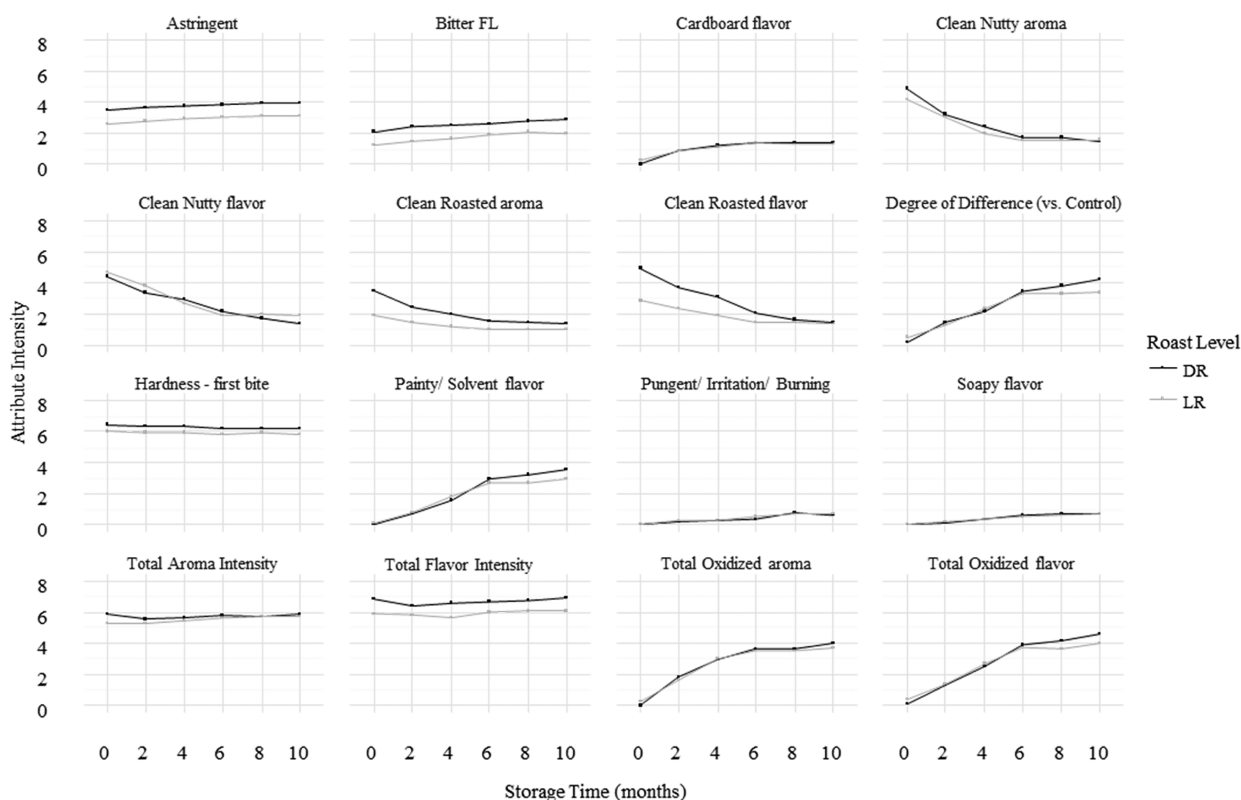 Astringent
Bitter FL
Cardboard flavor
Clean Nutty aroma
8
6
4
2
0
Clean Nutty flavor
Clean Roasted aroma
Clean Roasted flavor
Degree of Difference (vs. Control)
8
6
4
2
0
Hardness - first bite
Painty/ Solvent flavor
Pungent/ Irritation/ Burning
Soapy flavor
8
6
4
2
0
Total Aroma Intensity
Total Flavor Intensity
Total Oxidized aroma
Total Oxidized flavor
8
6
4
2
0
0 2 4 6 8 10
0 2 4 6 8 10
0 2 4 6 8 10
0 2 4 6 8 10
Storage Time (months)
Attribute Intensity
Roast Level
DR
LR